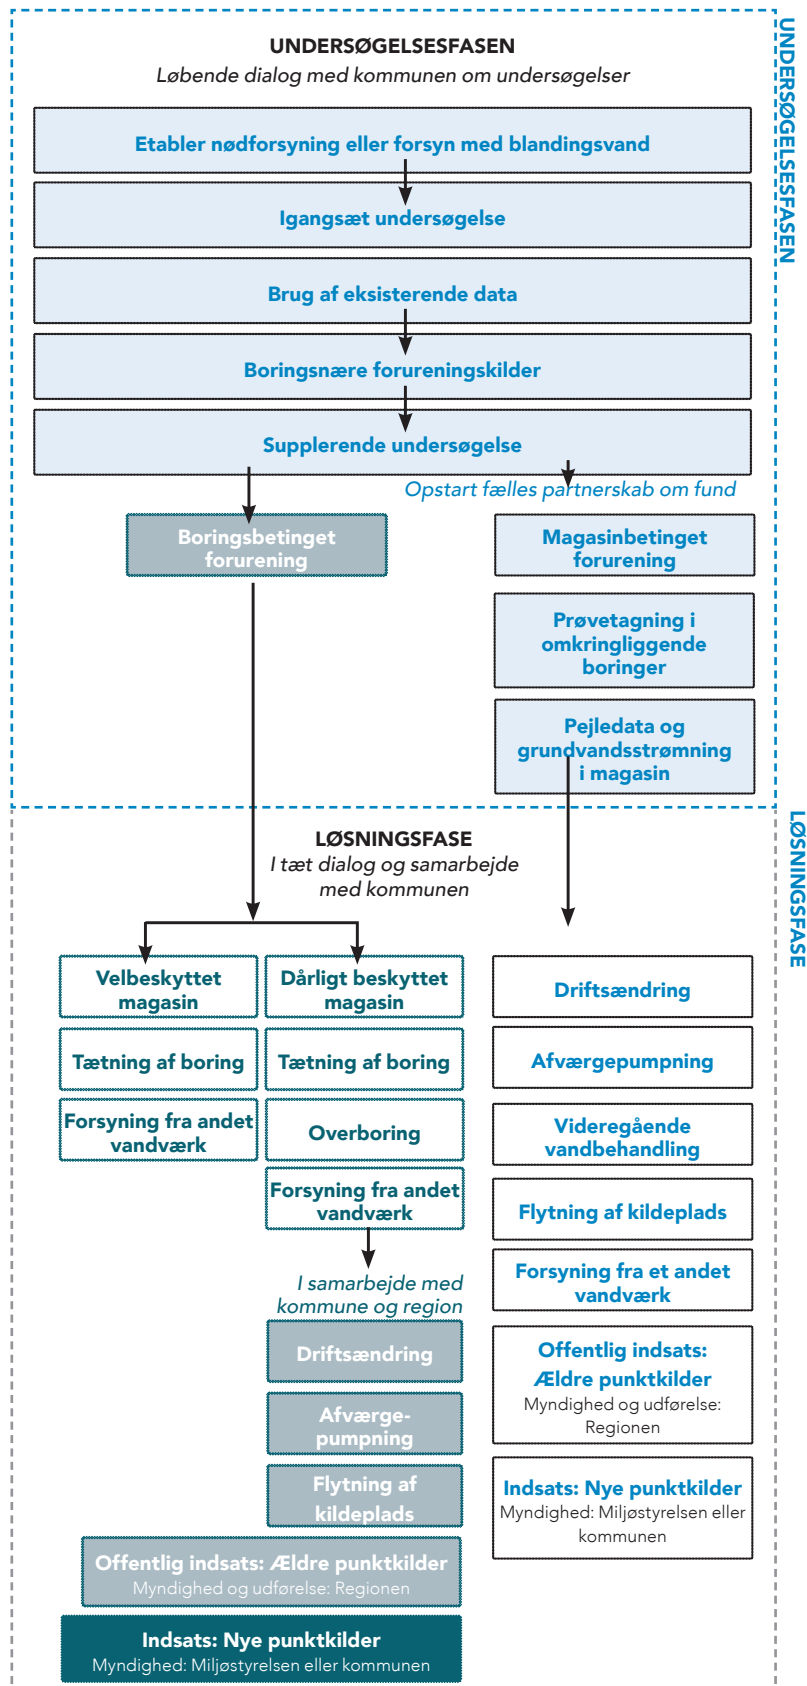 UNDERSØGELSESFASEN
Løbende dialog med kommunen om undersøgelser
UNDERSØGELSESFASEN
Etabler nødforsyning eller forsyn med blandingsvand
Igangsæt undersøgelse
Brug af eksisterende data
Boringsnære forureningskilder
Supplerende undersøgelse
Opstart fælles partnerskab om fund
Boringsbetinget
forurening
Magasinbetinget
forurening
Prøvetagning i
omkringliggende
boringer
Pejledata og
grundvandsstrømning
i magasin
LØSNINGSFASE
I tæt dialog og samarbejde
med kommunen
LØSNINGSFASE
Velbeskyttet
magasin
Tætning af boring
Forsyning fra andet
vandværk
Dårligt beskyttet
magasin
Tætning af boring
Overboring
Forsyning fra andet
vandværk
I samarbejde med
kommune og region
Driftsændring
Afværge-
pumpning
Flytning af
kildeplads
Offentlig indsats: Ældre punktkilder
Myndighed og udførelse: Regionen
Indsats: Nye punktkilder
Myndighed: Miljøstyrelsen eller kommunen
Driftsændring
Afværgepumpning
Videregående
vandbehandling
Flytning af kildeplads
Forsyning fra et andet
vandværk
Offentlig indsats:
Ældre punktkilder
Myndighed og udførelse:
Regionen
Indsats: Nye punktkilder
Myndighed: Miljøstyrelsen eller
kommunen